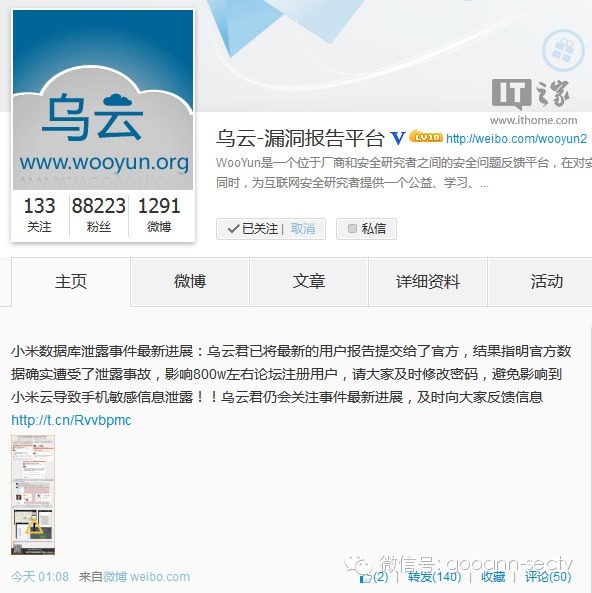 乌云
www.wooyun.org
133 88223 1291
关注 粉丝 微博
IT之家
www.ithome.com
乌云-漏洞报告平台 V LV10 http://weibo.com/wooyun2
WooYun是一个位于厂商和安全研究者之间的安全问题反馈平台，在对安
同时，为互联网安全研究者提供一个公益、学习、...
已关注 | 取消 私信
主页 微博 文章 详细资料 活动
小米数据库泄露事件最新进展：乌云君已将最新的用户报告提交给了官方，结果指明官方数
据确实遭受了泄露事故，影响800w左右论坛注册用户，请大家及时修改密码，避免影响到
小米云导致手机敏感信息泄露！！乌云君仍会关注事件最新进展，及时向大家反馈信息
http://t.cn/Rvvbpmc
微信号: gooann-sectv
今天 01:08 来自微博 weibo.com (2) | 转发(140) | 收藏 | 评论(50)